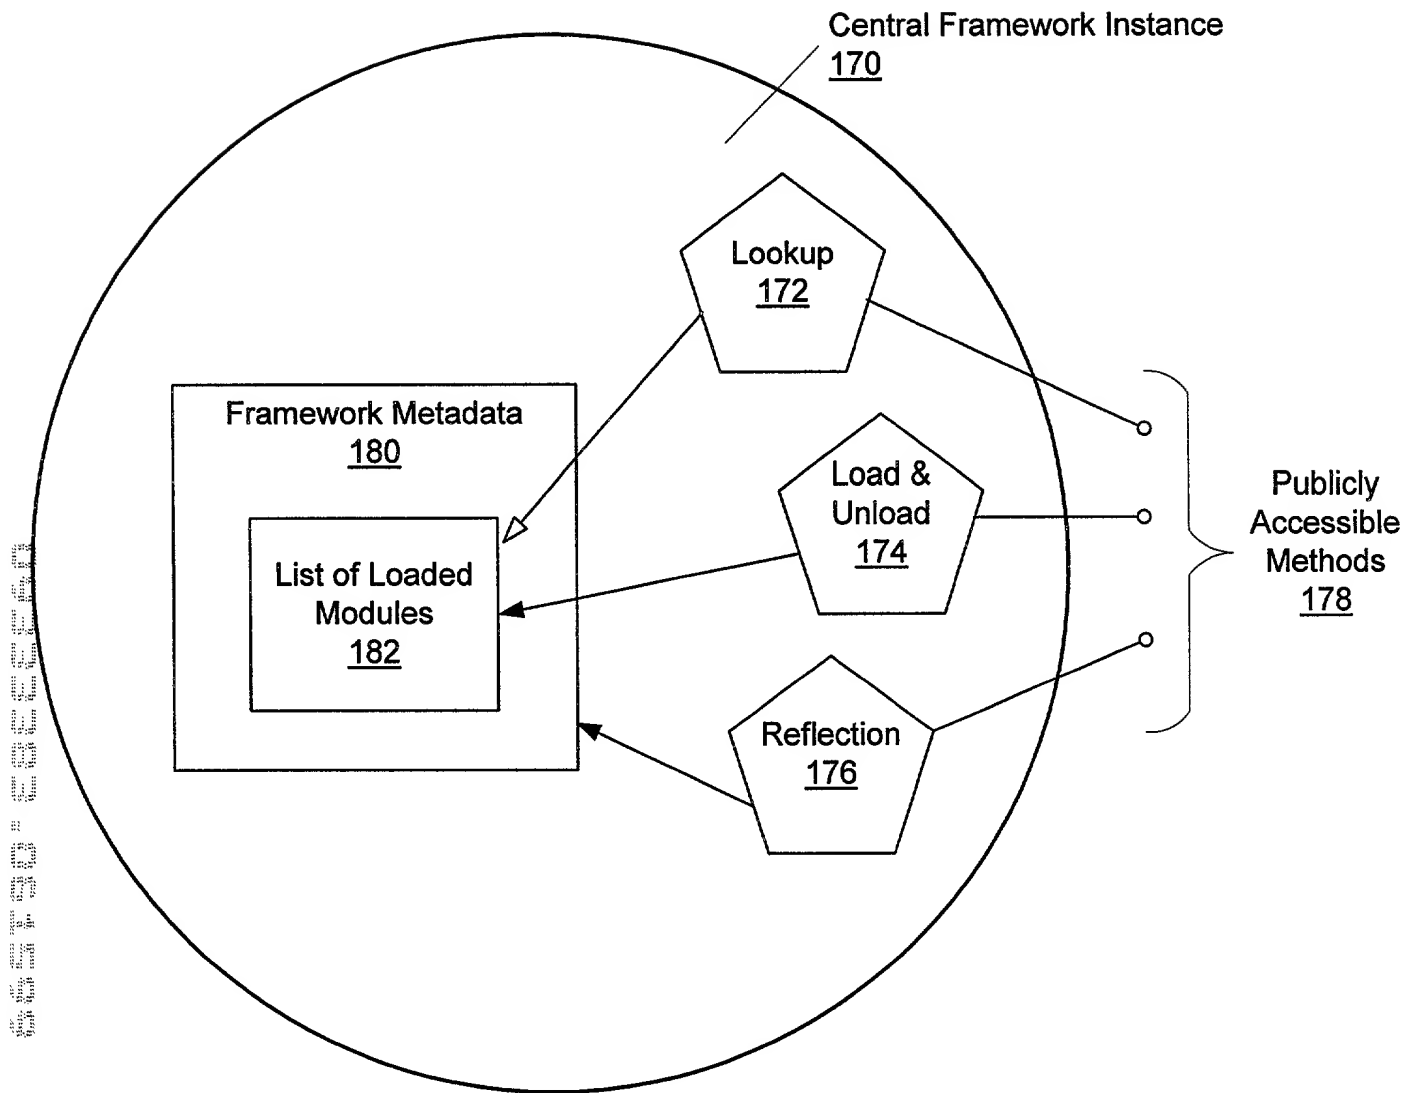 Central Framework Instance
170
Lookup
172
Framework Metadata
180
Load &
Unload
174
List of Loaded
Modules
182
Reflection
176
Publicly
Accessible
Methods
178